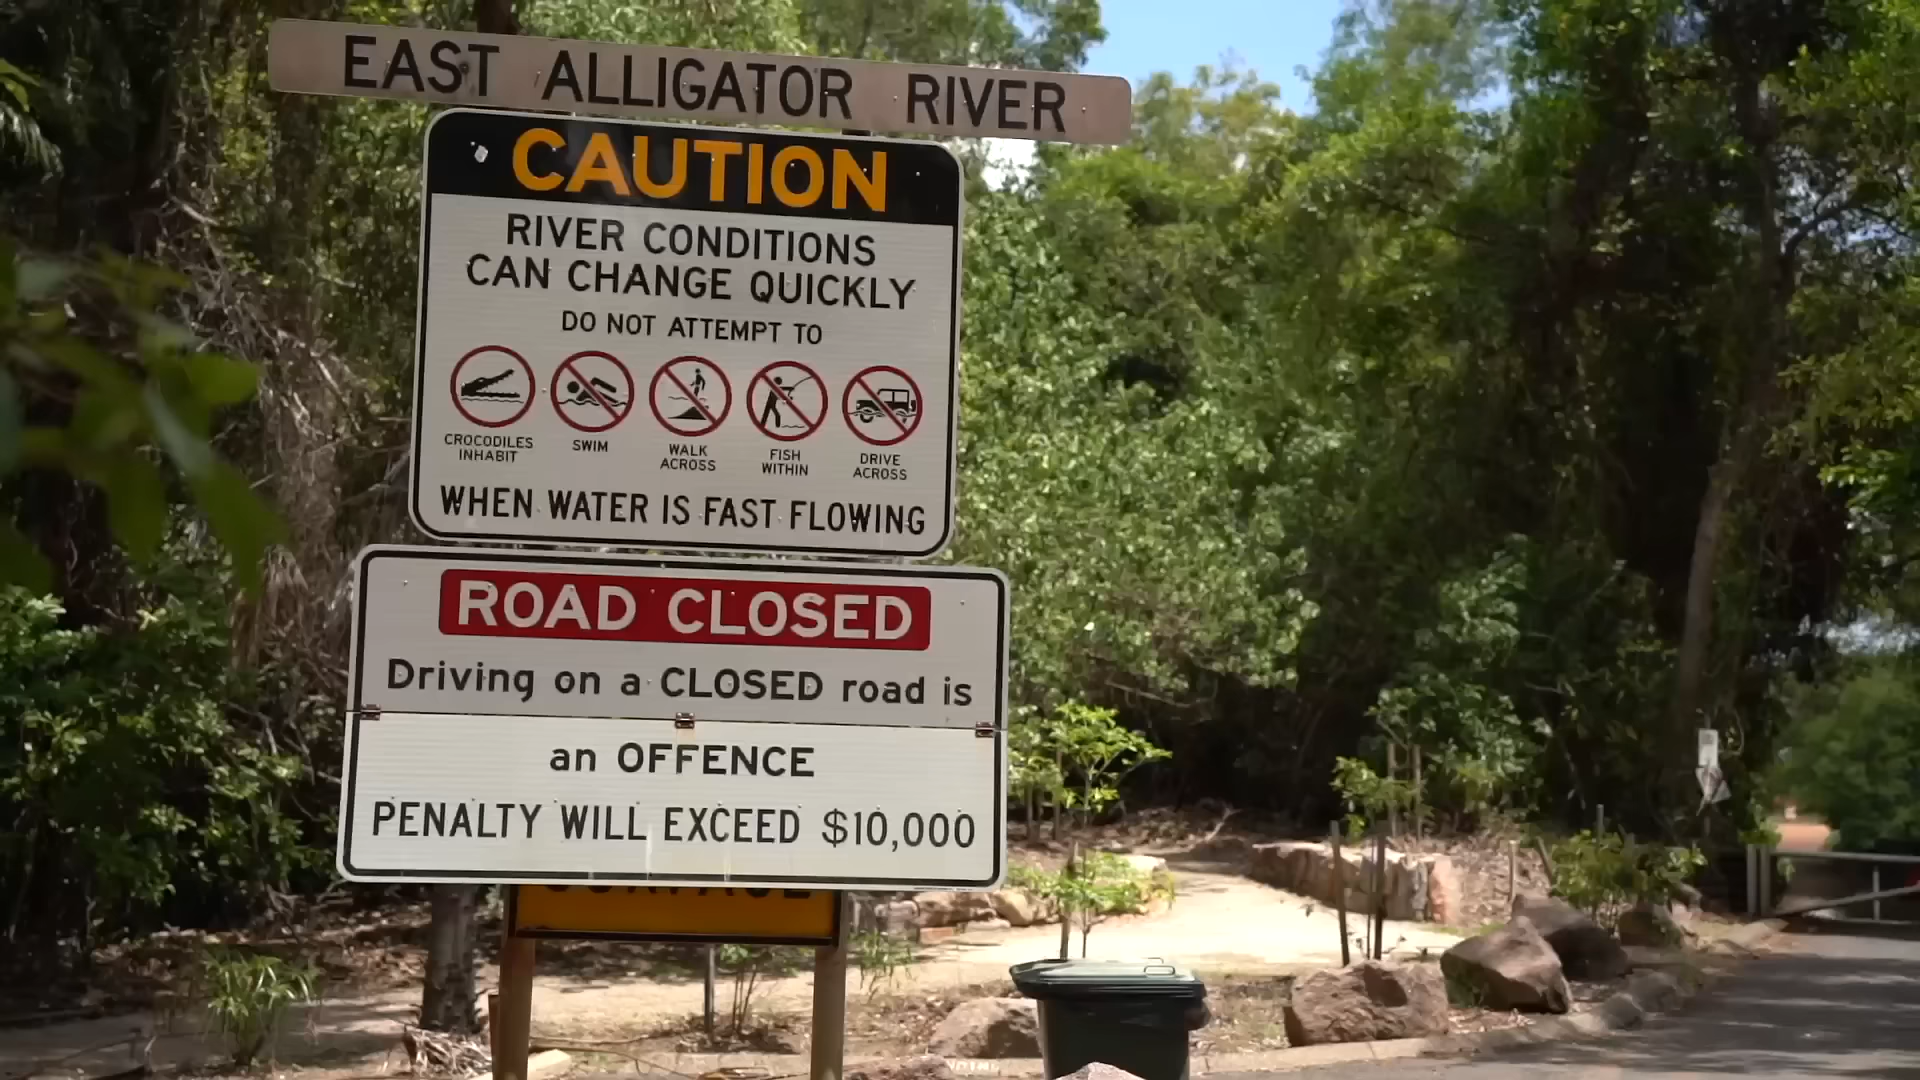 EAST ALLIGATOR RIVER
CAUTION
RIVER CONDITIONS
CAN CHANGE QUICKLY
DO NOT ATTEMPT TO
CROCODILES
INHABIT
SWIM
WALK
ACROSS
FISH
WITHIN
DRIVE
ACROSS
WHEN WATER IS FAST FLOWING
ROAD CLOSED
Driving on a CLOSED road is
an OFFENCE
PENALTY WILL EXCEED $10,000
SURFACE